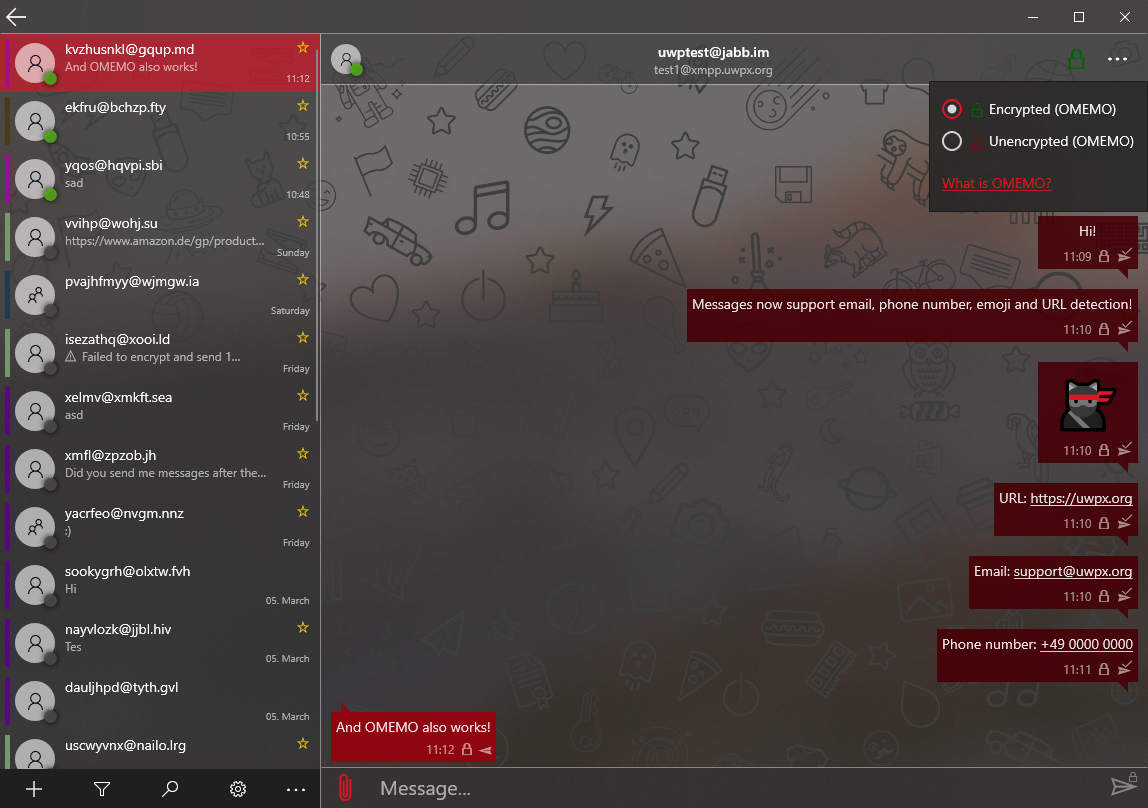 kvzhusnkl@gqup.md
And OMEMO also works!
11:12
ekfru@bchzp.fty
10:55
yqos@hqvpi.sbi
sad
10:48
vvihp@wohj.su
https://www.amazon.de/gp/product...
Sunday
pvajhfmyy@wjmgw.ia
Saturday
isezathq@xooi.ld
Failed to encrypt and send 1...
Friday
xelmv@xmkft.sea
asd
Friday
xmfl@zpzob.jh
Did you send me messages after the...
Friday
yacrfeo@nvgm.nnz
:)
Friday
sookygrh@olxtw.fvh
Hi
05. March
nayvlozk@jjbl.hiv
Tes
05. March
dauljhpd@tyth.gvl
05. March
uscwyvnx@nailo.lrg
uwptest@jabb.im
test1@xmpp.uwpx.org
Encrypted (OMEMO)
Unencrypted (OMEMO)
What is OMEMO?
Hi!
11:09
Messages now support email, phone number, emoji and URL detection!
11:10
11:10
URL: https://uwpx.org
11:10
Email: support@uwpx.org
11:10
Phone number: +49 0000 0000
11:11
And OMEMO also works!
11:12
Message...